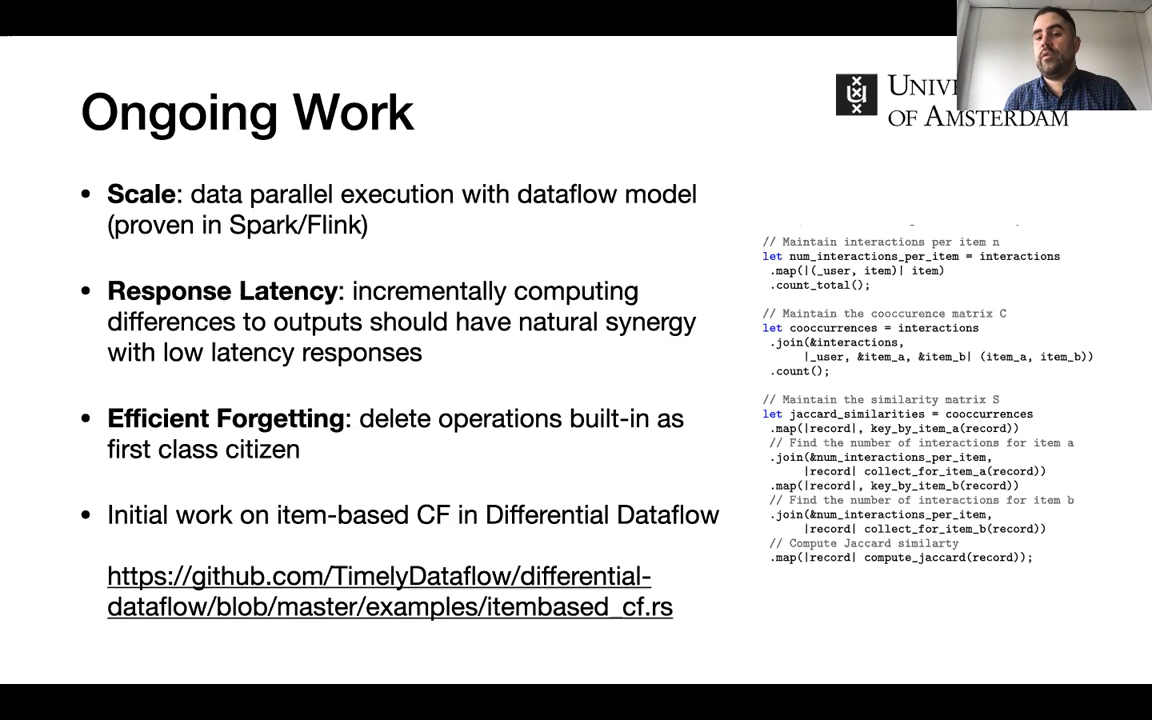 Ongoing Work
OF AMSTERDAM
• Scale: data parallel execution with dataflow model
(proven in Spark/Flink)
• Response Latency: incrementally computing
differences to outputs should have natural synergy
with low latency responses
• Efficient Forgetting: delete operations built-in as
first class citizen
• Initial work on item-based CF in Differential Dataflow
https://github.com/TimelyDataflow/differential-
dataflow/blob/master/examples/itembased_cf.rs
// Maintain interactions per item n
let num_interactions_per_item = interactions
.map(|(_user, item)| item)
.count_total();
// Maintain the cooccurence matrix C
let cooccurrences = interactions
.join(&interactions,
|_user, &item_a, &item_b| (item_a, item_b))
.count();
// Maintain the similarity matrix S
let jaccard_similarities = cooccurrences
.map(|record|, key_by_item_a(record))
// Find the number of interactions for item a
.join(&num_interactions_per_item,
|record| collect_for_item_a(record))
.map(|record|, key_by_item_b(record))
// Find the number of interactions for item b
.join(&num_interactions_per_item,
|record| collect_for_item_b(record))
// Compute Jaccard similarty
.map(|record| compute_jaccard(record));